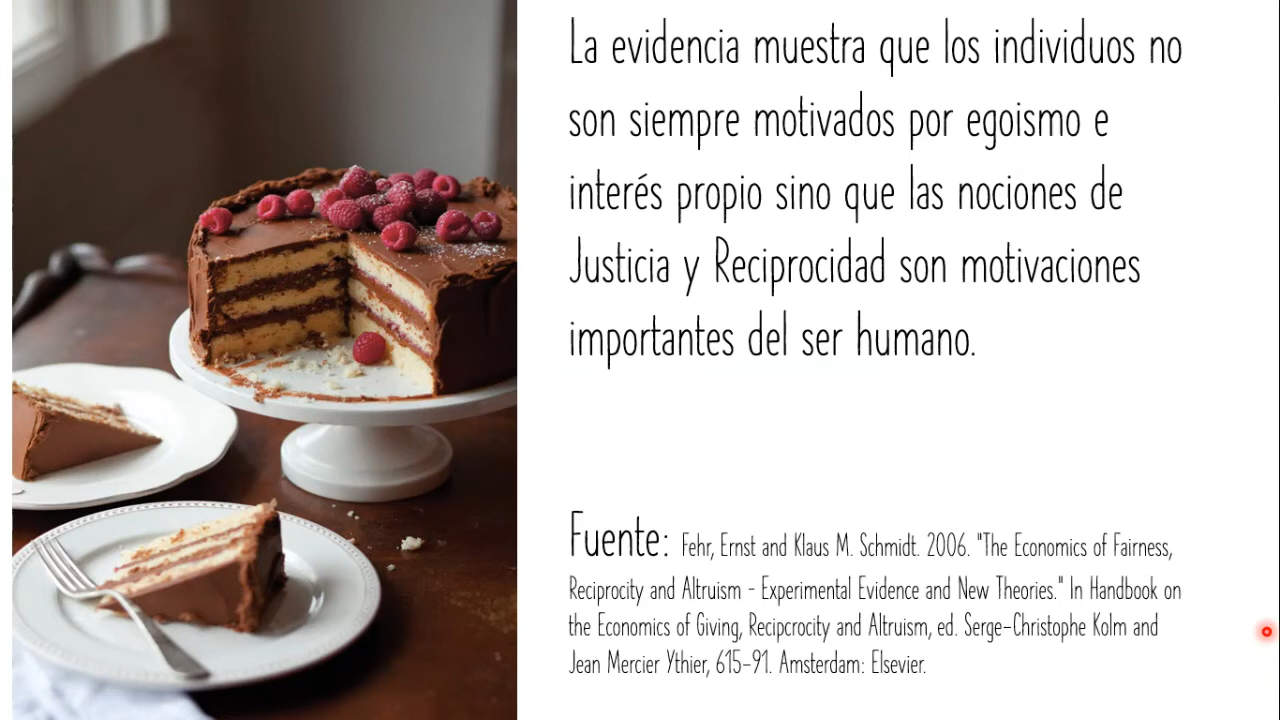 La evidencia muestra que los individuos no
son siempre motivados por egoismo e
interés propio sino que las nociones de
Justicia y Reciprocidad son motivaciones
importantes del ser humano.
Fuente: Fehr, Ernst and Klaus M. Schmidt. 2006. "The Economics of Fairness,
Reciprocity and Altruism - Experimental Evidence and New Theories." In Handbook on
the Economics of Giving, Recipcrocity and Altruism, ed. Serge-Christophe Kolm and
Jean Mercier Ythier, 615-91. Amsterdam: Elsevier.